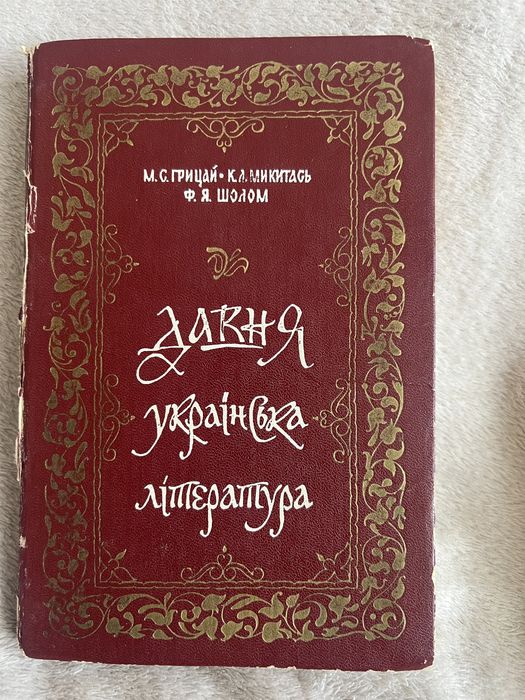 М. С. ГРИЦАЙ • К. Л. МИКИТАСЬ
Ф. Я. ШОЛОМ
ДАВНЯ
українська
література